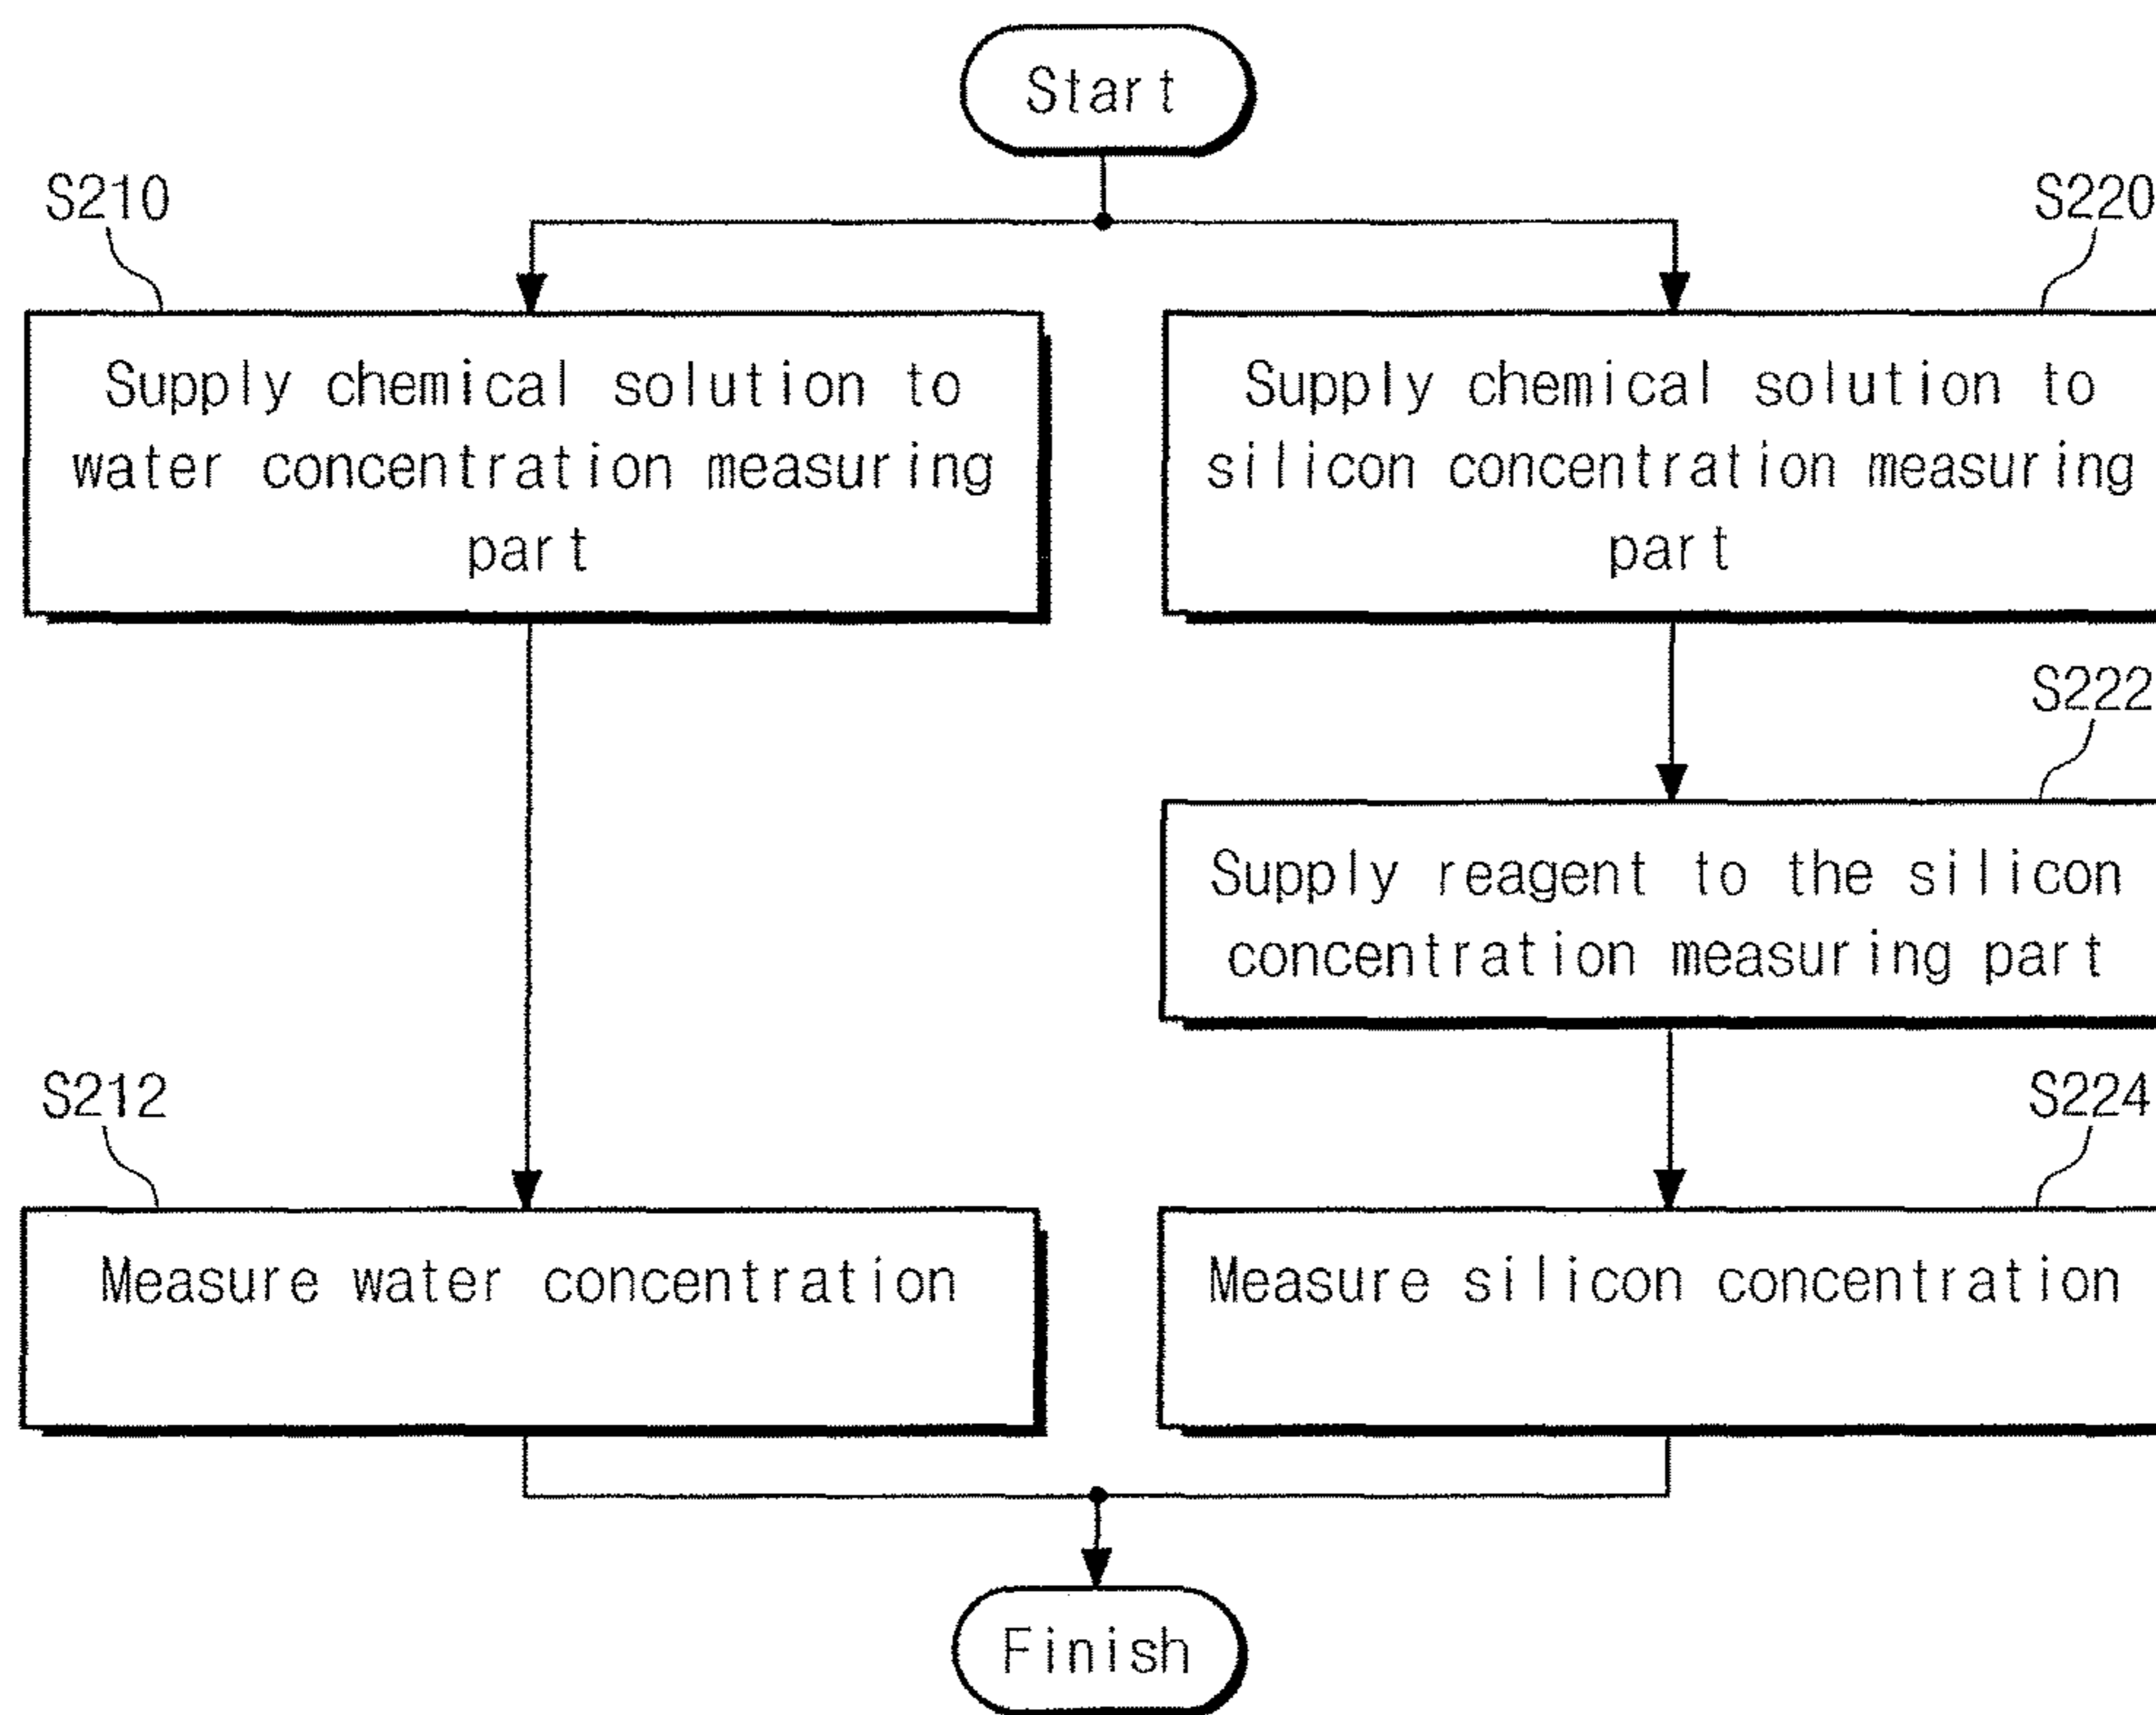 Start
S210
S220
Supply chemical solution to
water concentration measuring
part
Supply chemical solution to
silicon concentration measuring
part
S222
Supply reagent to the silicon
concentration measuring part
S212
S224
Measure water concentration
Measure silicon concentration
Finish